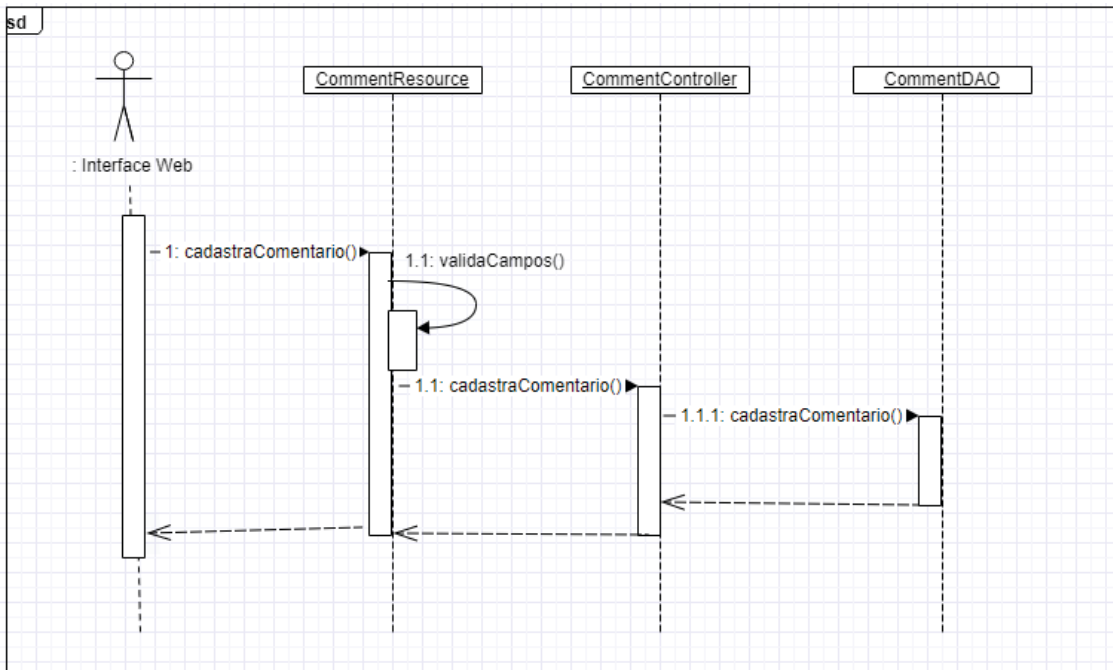 sd
CommentResource
CommentController
CommentDAO
: Interface Web
1: cadastraComentario()
1.1: validaCampos()
1.1: cadastraComentario()
1.1.1: cadastraComentario()